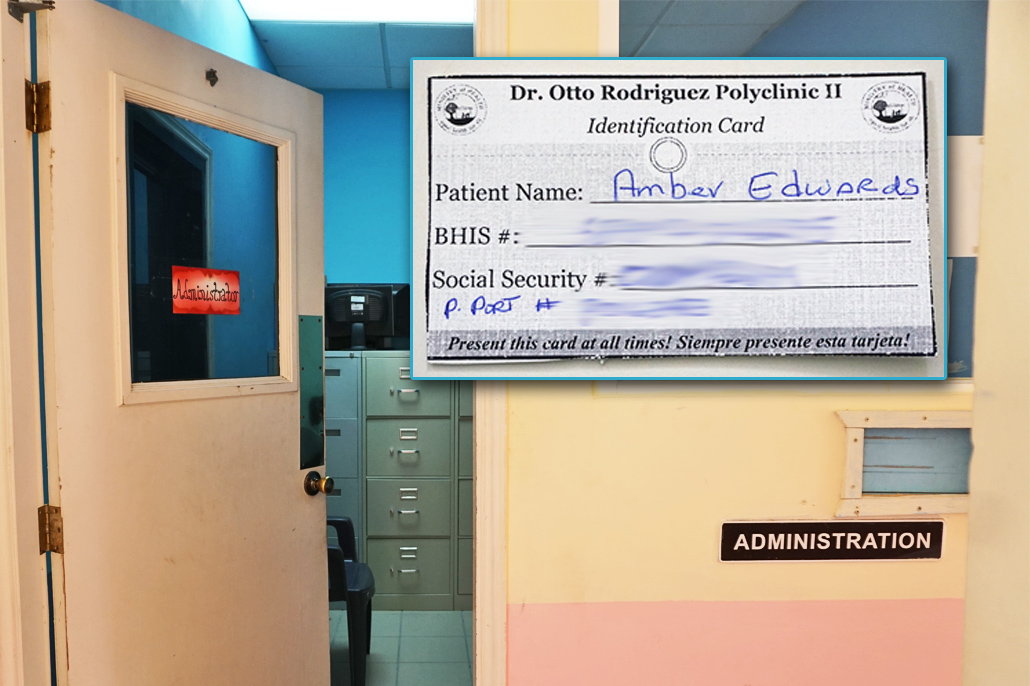 Dr. Otto Rodriguez Polyclinic II
Identification Card
Patient Name: Amber Edwards
BHIS #:
Social Security #
P. PORT #
Present this card at all times! Siempre presente esta tarjeta!
Administrator
ADMINISTRATION